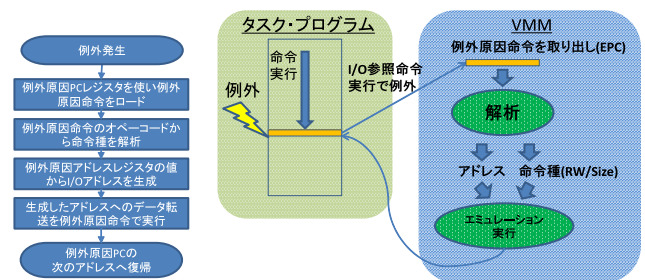 例外発生
例外原因PCレジスタを使い例外
原因命令をロード
例外原因命令のオペーコードか
ら命令種を解析
例外原因アドレスレジスタの値
からI/Oアドレスを生成
生成したアドレスへのデータ転
送を例外原因命令で実行
例外原因PCの
次のアドレスへ復帰
タスク・プログラム
命令
実行
例外
I/O参照命令
実行で例外
VMM
例外原因命令を取り出し(EPC)
解析
アドレス 命令種(RW/Size)
エミュレーション
実行